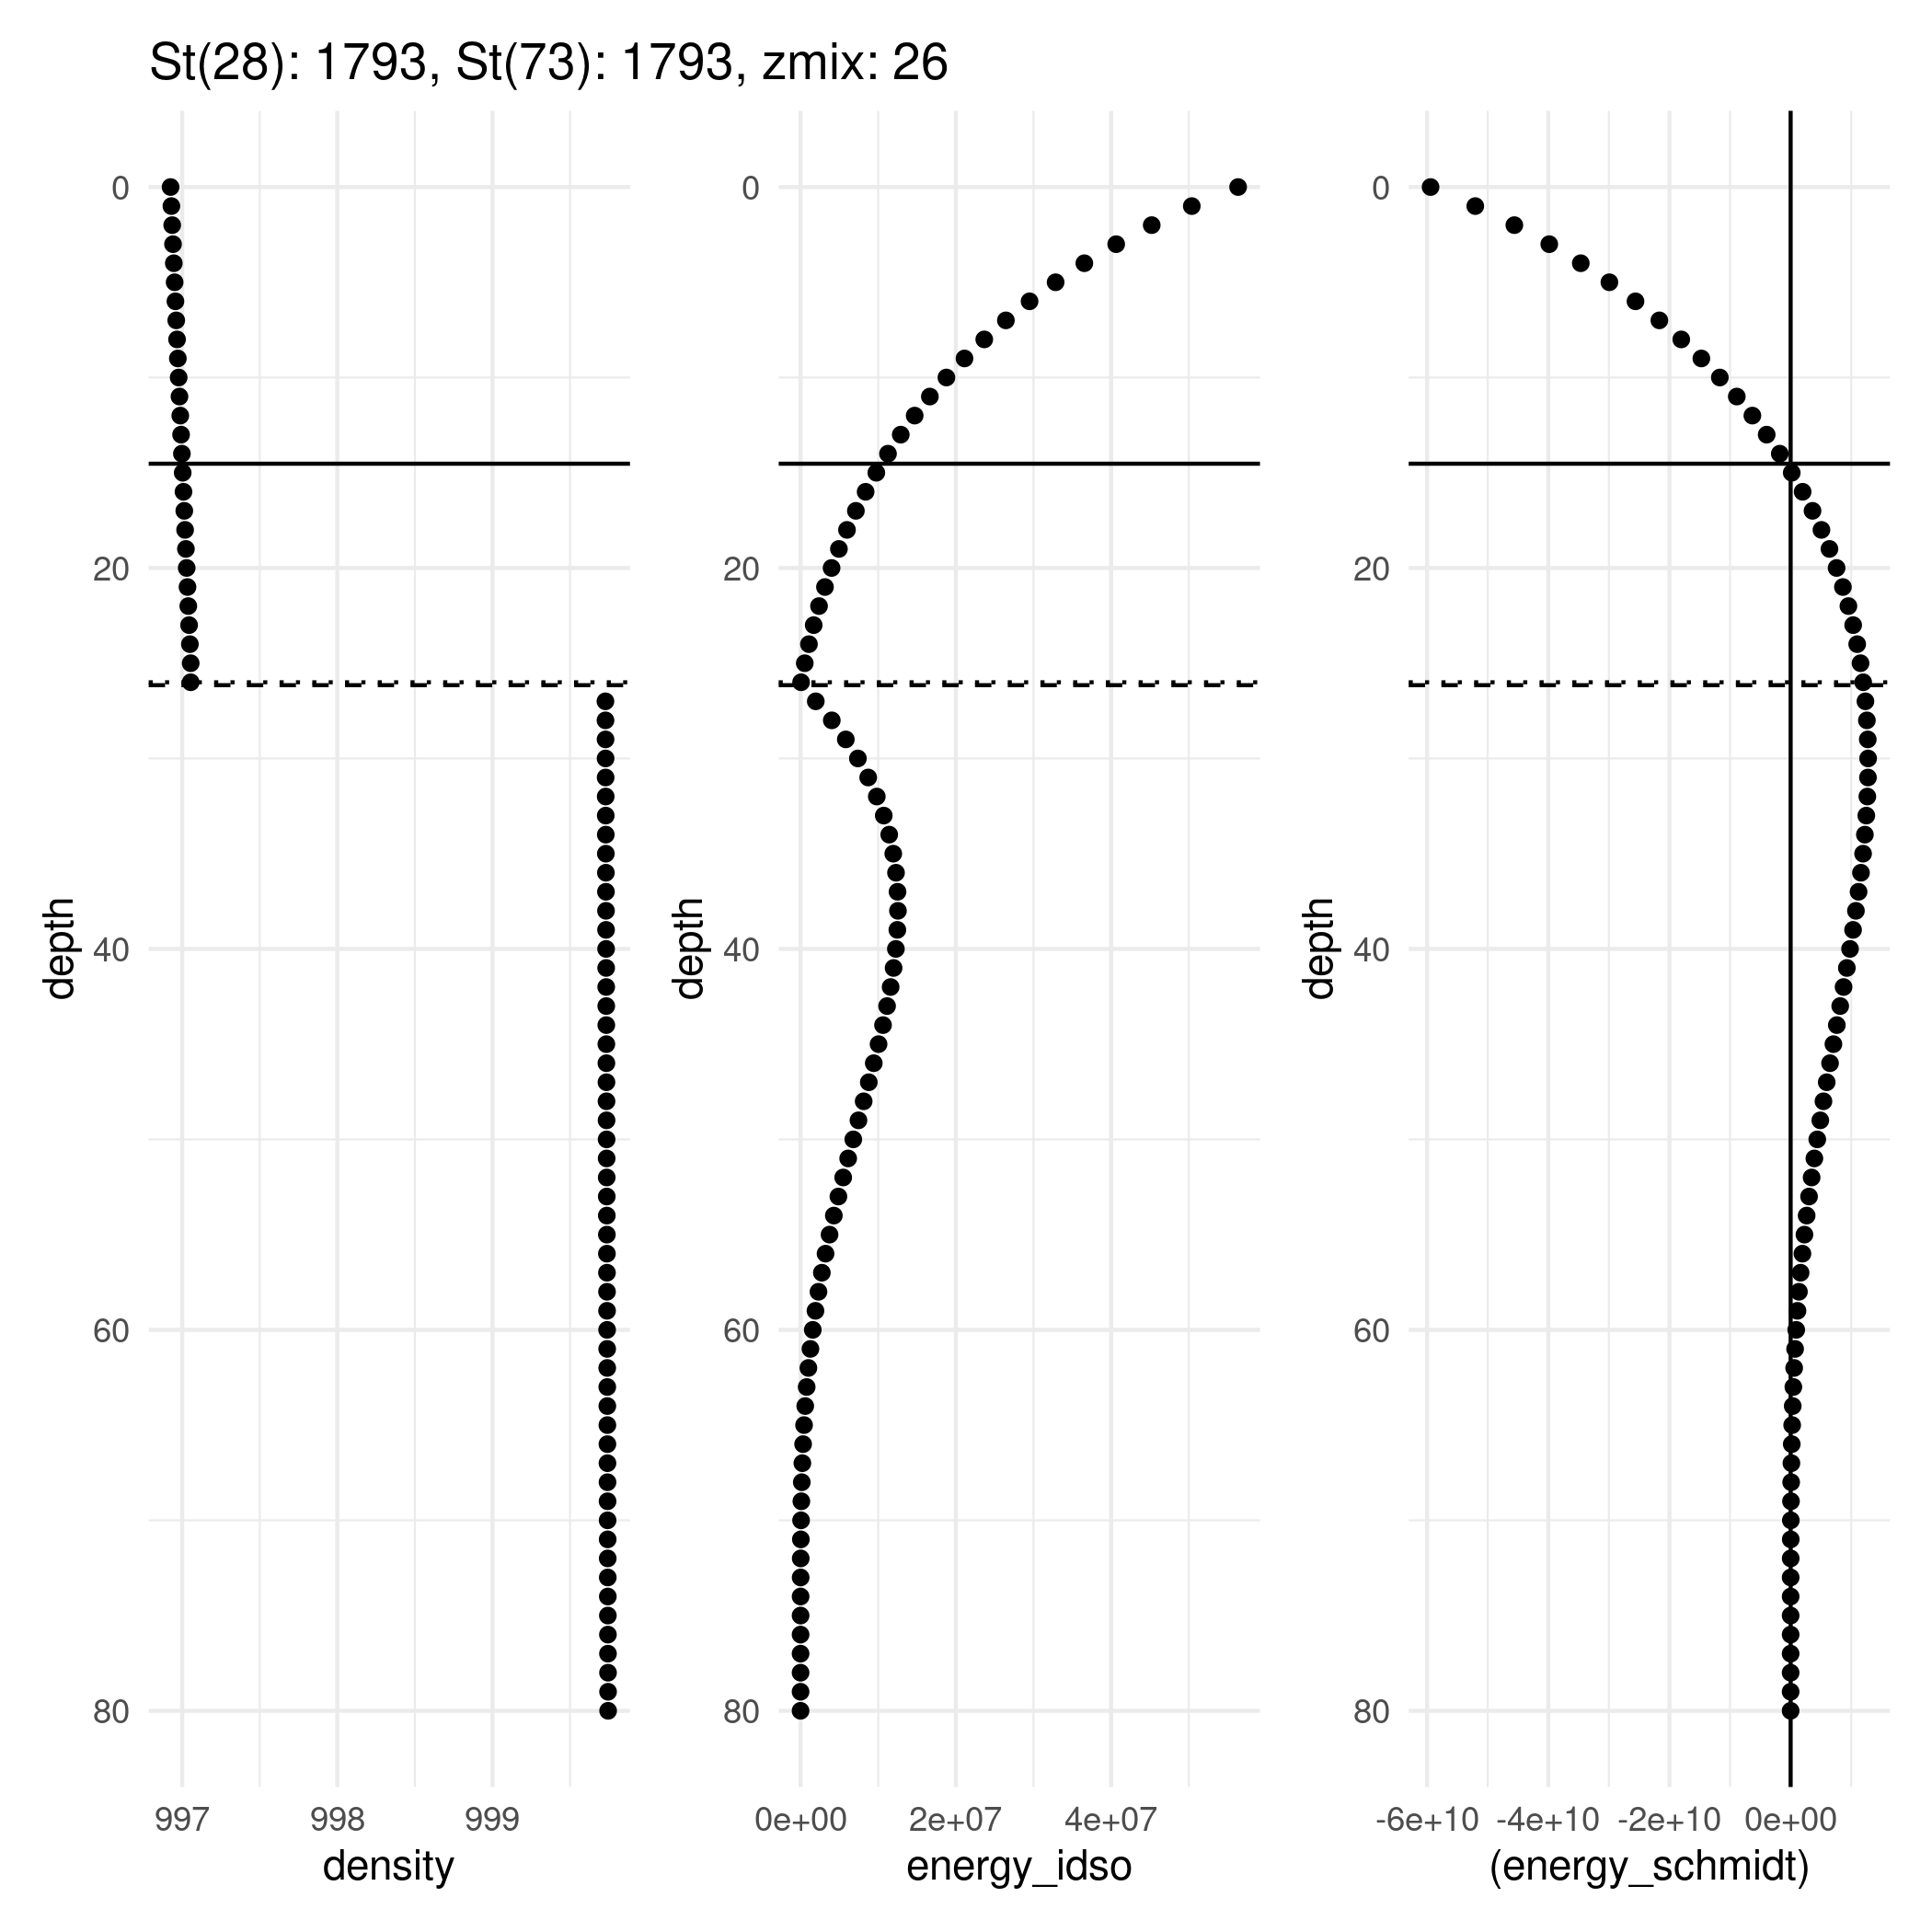 St(28): 1793, St(73): 1793, zmix: 26
depth
0
20
40
60
80
997 998 999
density
depth
0
20
40
60
80
0e+00 2e+07 4e+07
energy_idso
depth
0
20
40
60
80
-6e+10 -4e+10 -2e+10 0e+00
(energy_schmidt)